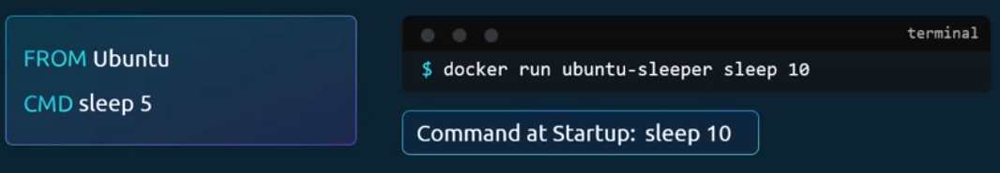 FROM Ubuntu
CMD sleep 5
terminal
$ docker run ubuntu-sleeper sleep 10
Command at Startup: sleep 10